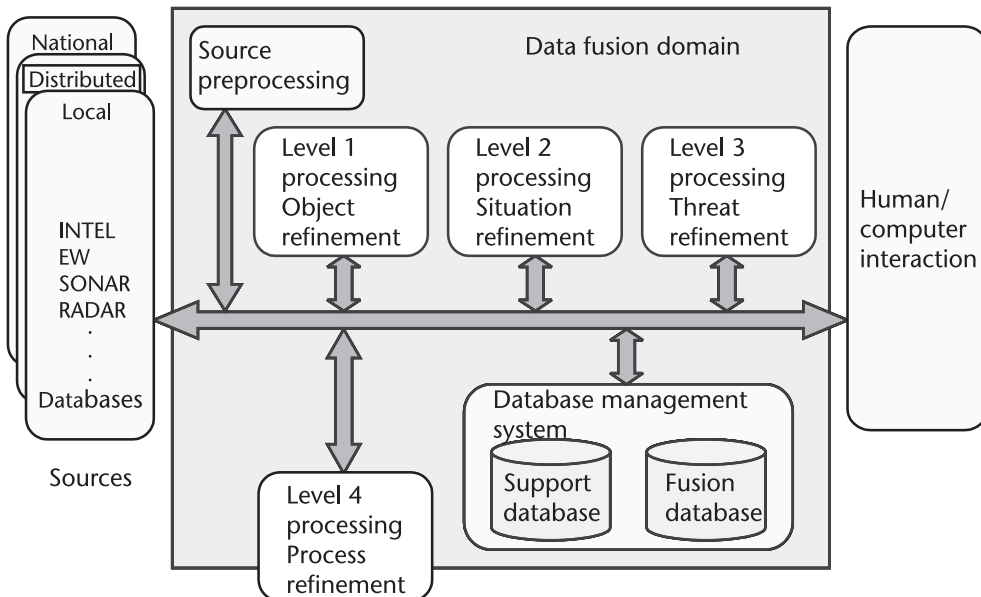 National
Distributed
Local
INTEL
EW
SONAR
RADAR
.
.
.
Databases
Sources
Data fusion domain
Source
preprocessing
Level 1
processing
Object
refinement
Level 2
processing
Situation
refinement
Level 3
processing
Threat
refinement
Level 4
processing
Process
refinement
Database management
system
Support
database
Fusion
database
Human/
computer
interaction